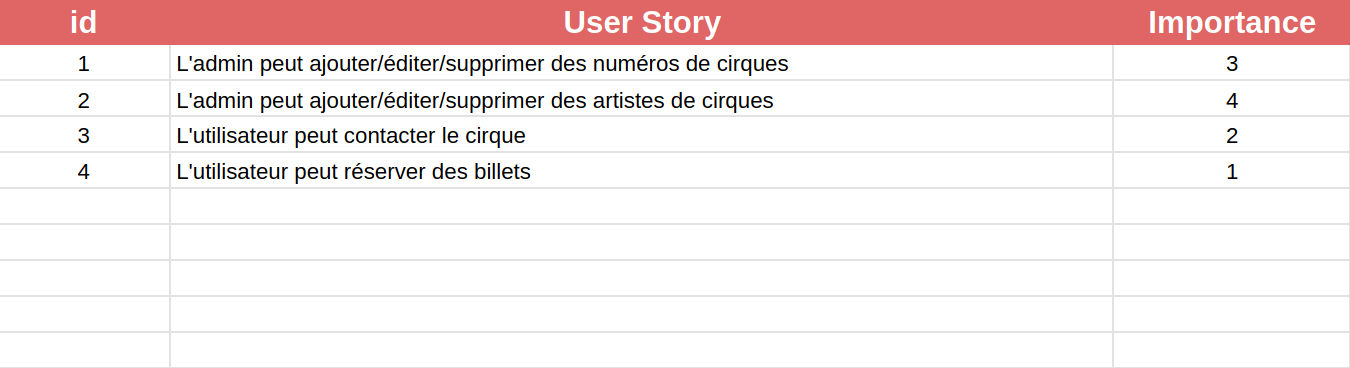 id User Story Importance
1 L'admin peut ajouter/éditer/supprimer des numéros de cirques 3
2 L'admin peut ajouter/éditer/supprimer des artistes de cirques 4
3 L'utilisateur peut contacter le cirque 2
4 L'utilisateur peut réserver des billets 1